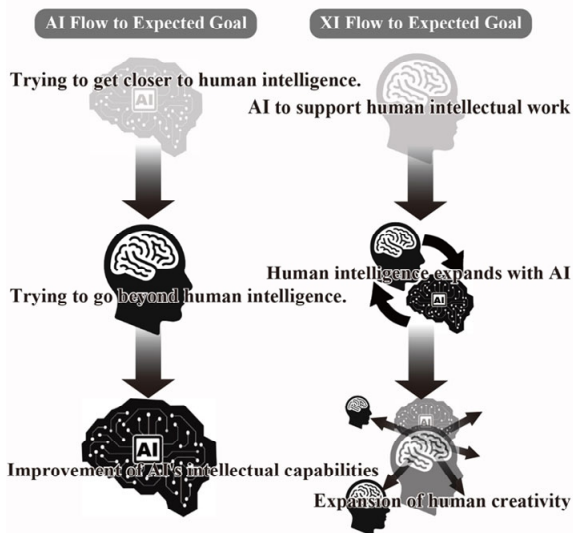 AI Flow to Expected Goal
Trying to get closer to human intelligence.
AI
Trying to go beyond human intelligence.
AI
Improvement of AI's intellectual capabilities
XI Flow to Expected Goal
AI to support human intellectual work
Human intelligence expands with AI
AI
AI
Expansion of human creativity